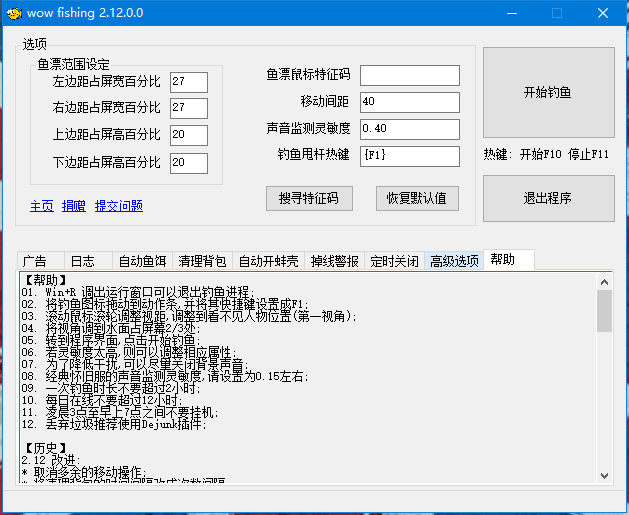 wow fishing 2.12.0.0
选项
鱼漂范围设定
左边距占屏宽百分比 27
右边距占屏宽百分比 27
上边距占屏高百分比 20
下边距占屏高百分比 20
鱼漂鼠标特征码
移动间距 40
声音监测灵敏度 0.40
钓鱼甩杆热键 {F1}
主页 捐赠 提交问题
搜寻特征码 恢复默认值
开始钓鱼
热键: 开始F10 停止F11
退出程序
广告 日志 自动鱼饵 清理背包 自动开蚌壳 掉线警报 定时关闭 高级选项 帮助
【帮助】
01. Win+R 调出运行窗口可以退出钓鱼进程;
02. 将钓鱼图标拖动到动作条,并将其快捷键设置成F1;
03. 滚动鼠标滚轮调整视距,调整到看不见人物位置(第一视角);
04. 将视角调到水面占屏幕2/3处;
05. 转到程序界面,点击开始钓鱼;
06. 若灵敏度太高,则可以调整相应属性;
07. 为了降低干扰,可以尽量关闭背景声音;
08. 经典怀旧服的声音监测灵敏度,请设置为0.15左右;
09. 一次钓鱼时长不要超过2小时;
10. 每日在线不要超过12小时;
11. 凌晨3点至早上7点之间不要挂机;
12. 丢弃垃圾推荐使用Dejunk插件;
【历史】
2.12 改进:
* 取消多余的移动操作;
* 将清理背包的时间间隔改成次数间隔